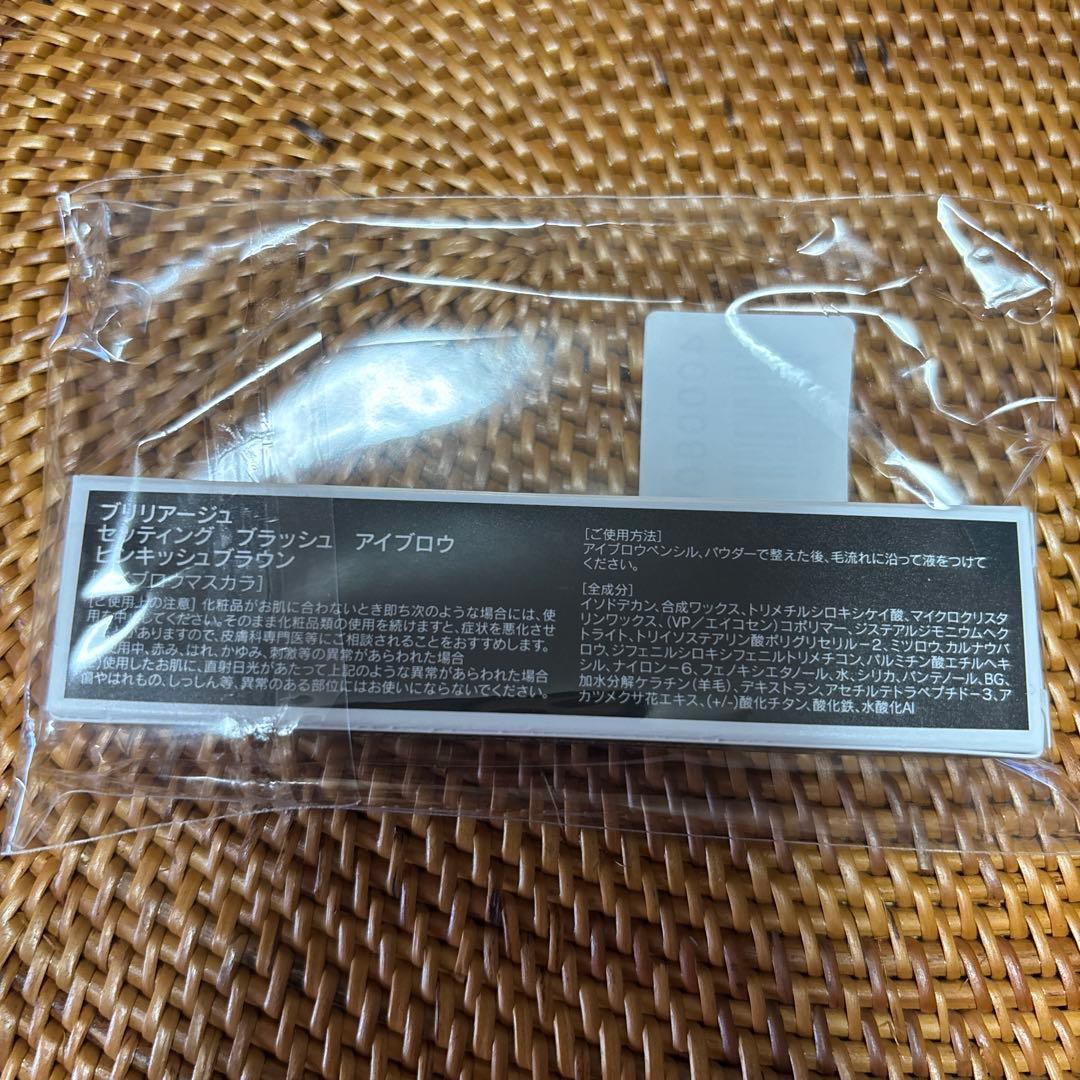 ブリリアージュ
セッティング ブラッシュ アイブロウ
ピンキッシュブラウン
ブロウマスカラ]
[ご使用上の注意] 化粧品がお肌に合わないとき即ち次のような場合には、使
用を中止してください。そのまま化粧品類の使用を続けますと、症状を悪化させ
がありますので、皮膚科専門医等にご相談されることをおすすめします。
使用中、赤み、はれ、かゆみ、刺激等の異常があらわれた場合
(2)使用したお肌に、直射日光があたって上記のような異常があらわれた場合
傷やはれもの、しっしん等、異常のある部位にはお使いにならないでください。
[ご使用方法]
アイブロウペンシル、パウダーで整えた後、毛流れに沿って液をつけて
ください。
[全成分]
イソドデカン、合成ワックス、トリメチルシロキシケイ酸、マイクロクリスタ
リンワックス、(VP/エイコセン)コポリマー、ジステアルジモニウムヘクト
ライト、トリイソステアリン酸ポリグリセリル-2、ミツロウ、カルナウバ
ロウ、ジフェニルシロキシフェニルトリメチコン、パルミチン酸エチルヘキ
シル、ナイロン-6、フェノキシエタノール、水、シリカ、パンテノール、BG、
加水分解ケラチン(羊毛)、デキストラン、アセチルテトラペプチド-3、ア
カツメクサ花エキス、(+/-)酸化チタン、酸化鉄、水酸化Al